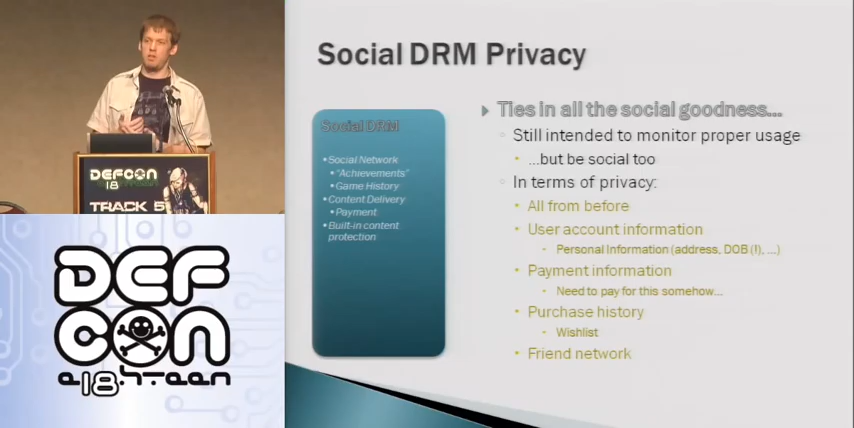 Social DRM Privacy
Social DRM
•Social Network
•"Achievements"
•Game History
•Content Delivery
•Payment
•Built-in content
protection
Ties in all the social goodness...
Still intended to monitor proper usage
• ...but be social too
In terms of privacy:
• All from before
• User account information
• Personal Information (address, DOB (!), ...)
• Payment information
• Need to pay for this somehow...
• Purchase history
• Wishlist
• Friend network
DEFCON
18
TRACK 5
DEF
CON
e18hteen